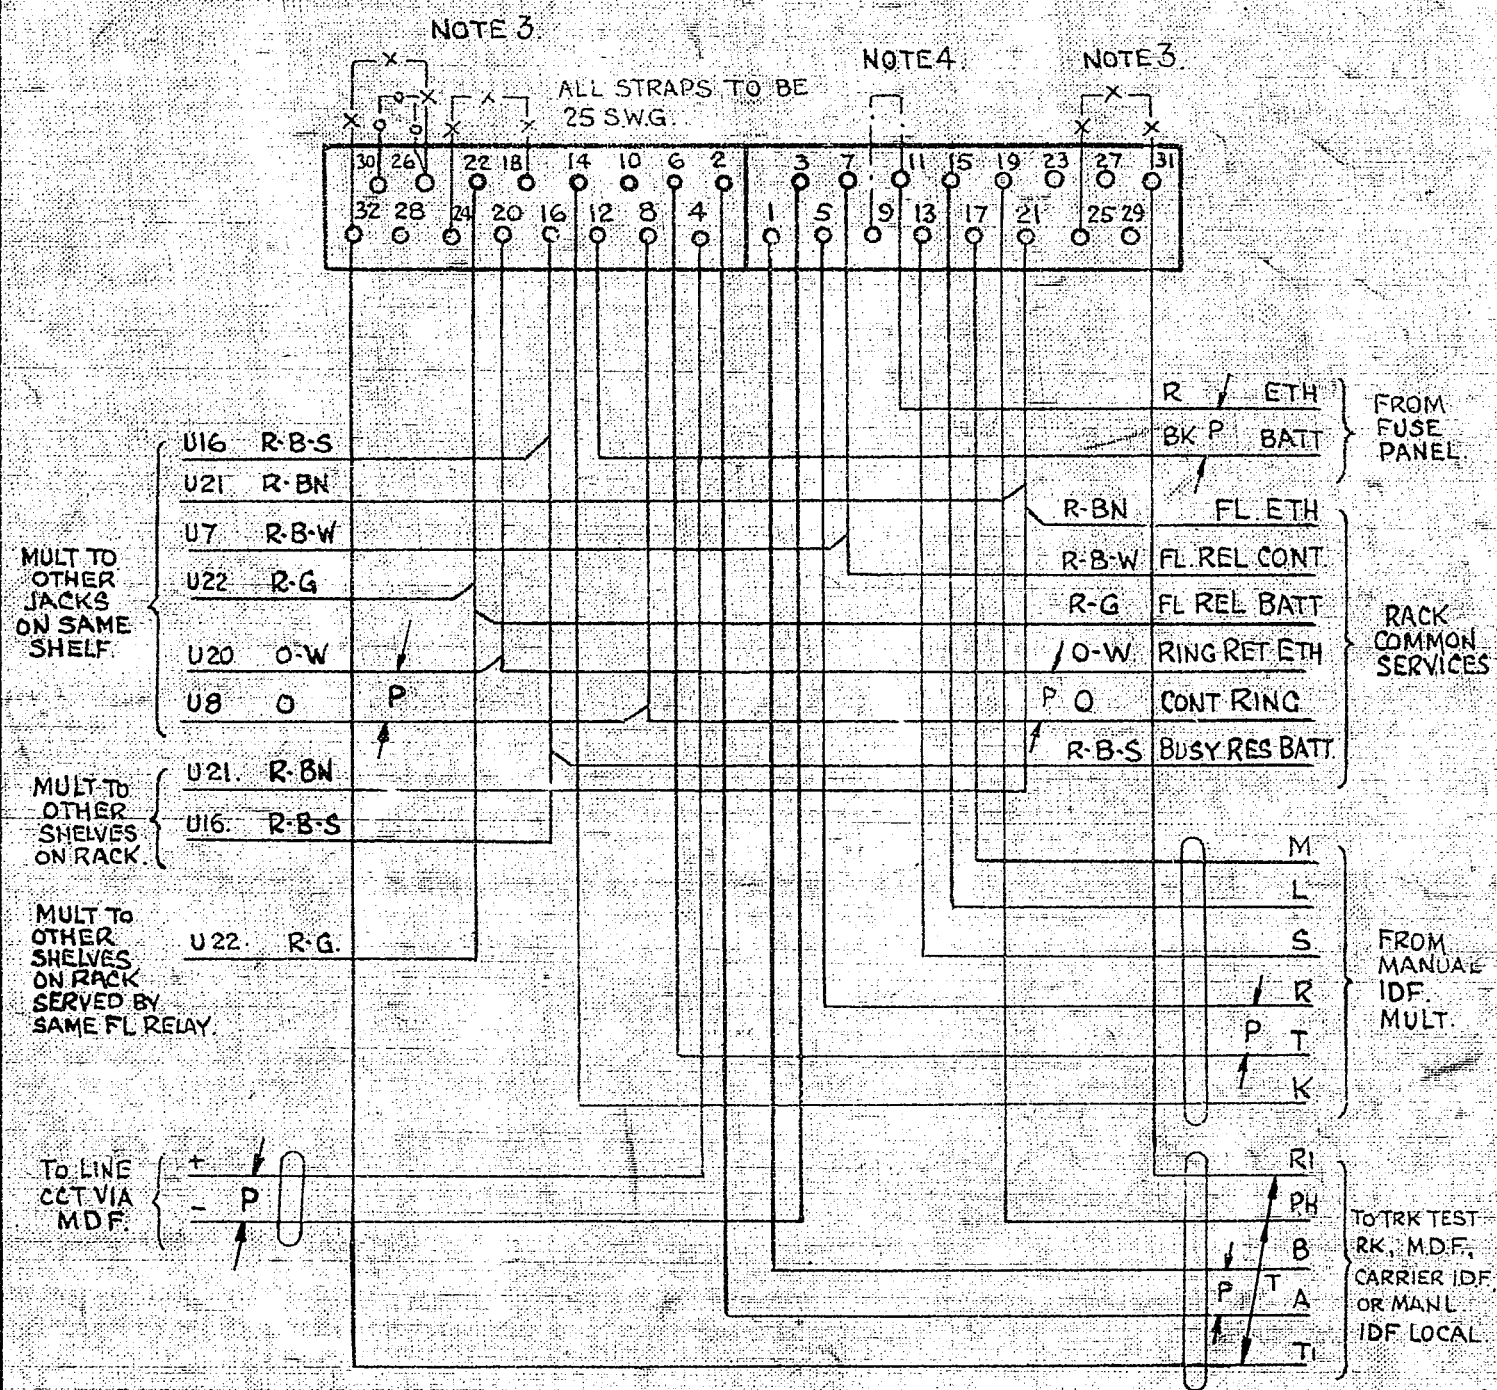 NOTE 3.
NOTE 4.
NOTE 3.
ALL STRAPS TO BE
25 S.W.G.
30 26 22 18 14 10 6 2 3 7 11 15 19 23 27 31
32 28 24 20 16 12 8 4 1 5 9 13 17 21 25 29
R ETH
BK P BATT
FROM
FUSE
PANEL.
MULT TO
OTHER
JACKS
ON SAME
SHELF.
U16 R-B-S
U21 R-BN
U7 R-B-W
U22 R-G
U20 O-W
P
U8 O
R-BN FL. ETH
R-B-W FL. REL CONT
R-G FL REL BATT
O-W. RING RET ETH
P O CONT RING
R-B-S BUSY RES BATT.
RACK
COMMON
SERVICES
MULT TO
OTHER
SHELVES
ON RACK.
U21. R-BN
U16. R-B-S
MULT TO
OTHER
SHELVES
ON RACK
SERVED BY
SAME FL RELAY.
U22. R-G.
M
L
S
R
P T
K
FROM
MANUAL
IDF.
MULT.
TO LINE
CCT VIA
M.D.F.
+
P
-
R1
PH
B
P T A
T1
TO TRK TEST
RK, M.D.F.,
CARRIER I.D.F.
OR MANL.
IDF LOCAL.